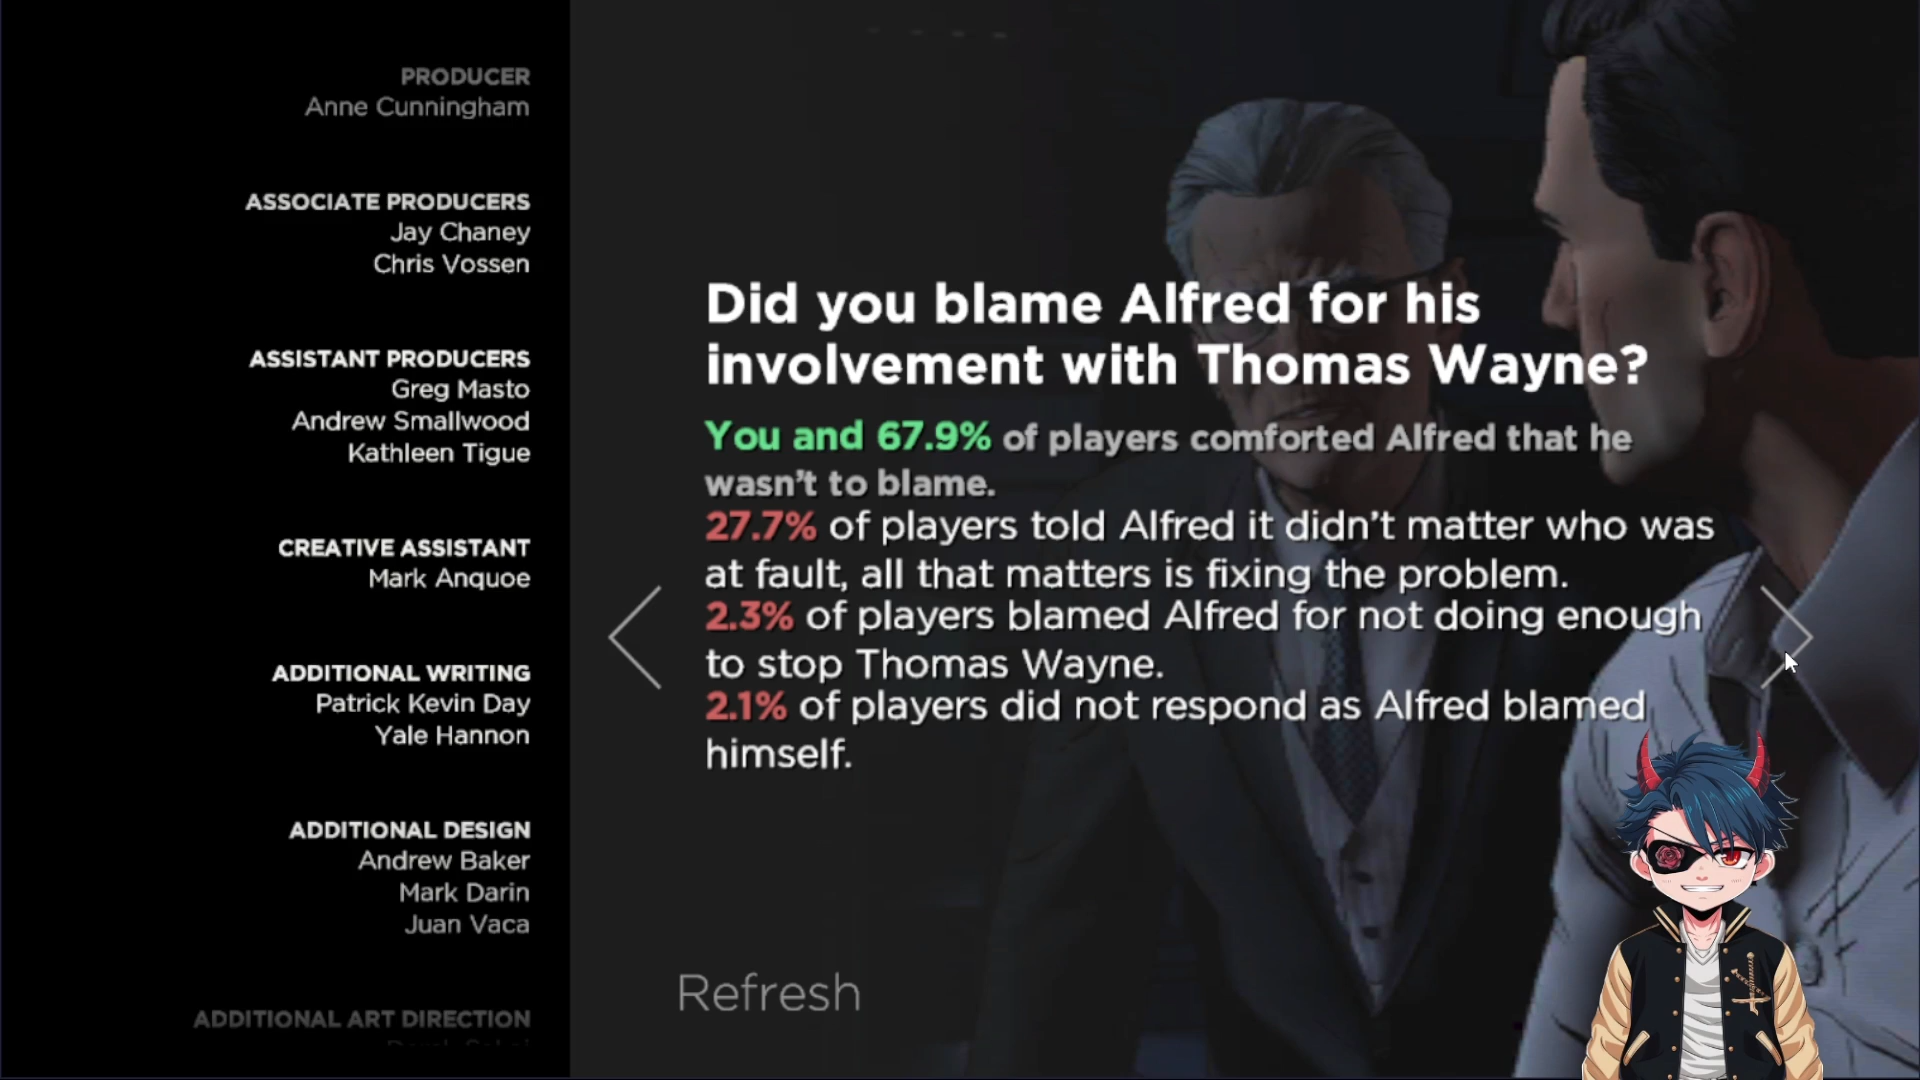 PRODUCER
Anne Cunningham
ASSOCIATE PRODUCERS
Jay Chaney
Chris Vossen
ASSISTANT PRODUCERS
Greg Masto
Andrew Smallwood
Kathleen Tigue
CREATIVE ASSISTANT
Mark Anquoe
ADDITIONAL WRITING
Patrick Kevin Day
Yale Hannon
ADDITIONAL DESIGN
Andrew Baker
Mark Darin
Juan Vaca
ADDITIONAL ART DIRECTION
Did you blame Alfred for his
involvement with Thomas Wayne?
You and 67.9% of players comforted Alfred that he
wasn't to blame.
27.7% of players told Alfred it didn't matter who was
at fault, all that matters is fixing the problem.
2.3% of players blamed Alfred for not doing enough
to stop Thomas Wayne.
2.1% of players did not respond as Alfred blamed
himself.
Refresh